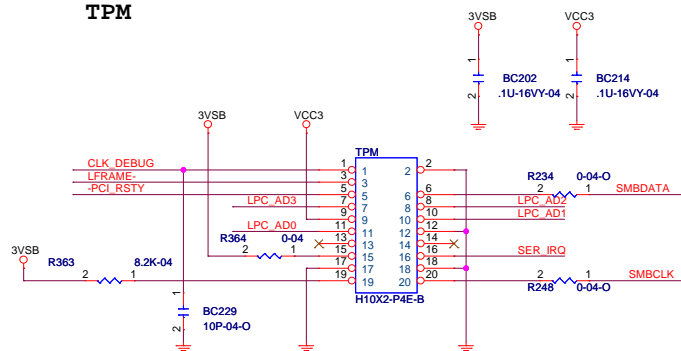 TPM
3VSB
VCC3
1
BC202
.1U-16VY-04
2
1
BC214
.1U-16VY-04
2
3VSB
VCC3
TPM
CLK_DEBUG
1
1
2
2
LFRAME-
3
3
R234
0-04-O
-PCI_RSTY
5
5
6
6
2
1
SMBDATA
LPC_AD3
7
7
8
8
LPC_AD2
9
9
10
10
LPC_AD1
LPC_AD0
11
11
12
12
R364
0-04
13
13
14
14
2
1
15
15
16
16
SER_IRQ
3VSB
17
17
18
18
R363
8.2K-04
2
1
19
19
20
20
2
1
SMBCLK
H10X2-P4E-B
R248
0-04-O
1
BC229
10P-04-O
2